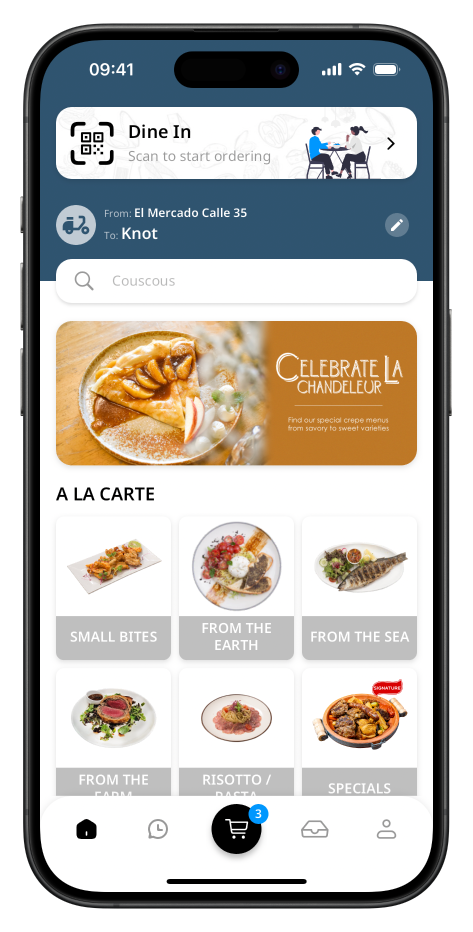 09:41
Dine In
Scan to start ordering
From: El Mercado Calle 35
To: Knot
Couscous
CELEBRATE LA
CHANDELEUR
Find our special crepe menus
from savory to sweet varieties
A LA CARTE
SMALL BITES
FROM THE
EARTH
FROM THE SEA
SIGNATURE
FROM THE
FARM
RISOTTO /
PASTA
SPECIALS
3